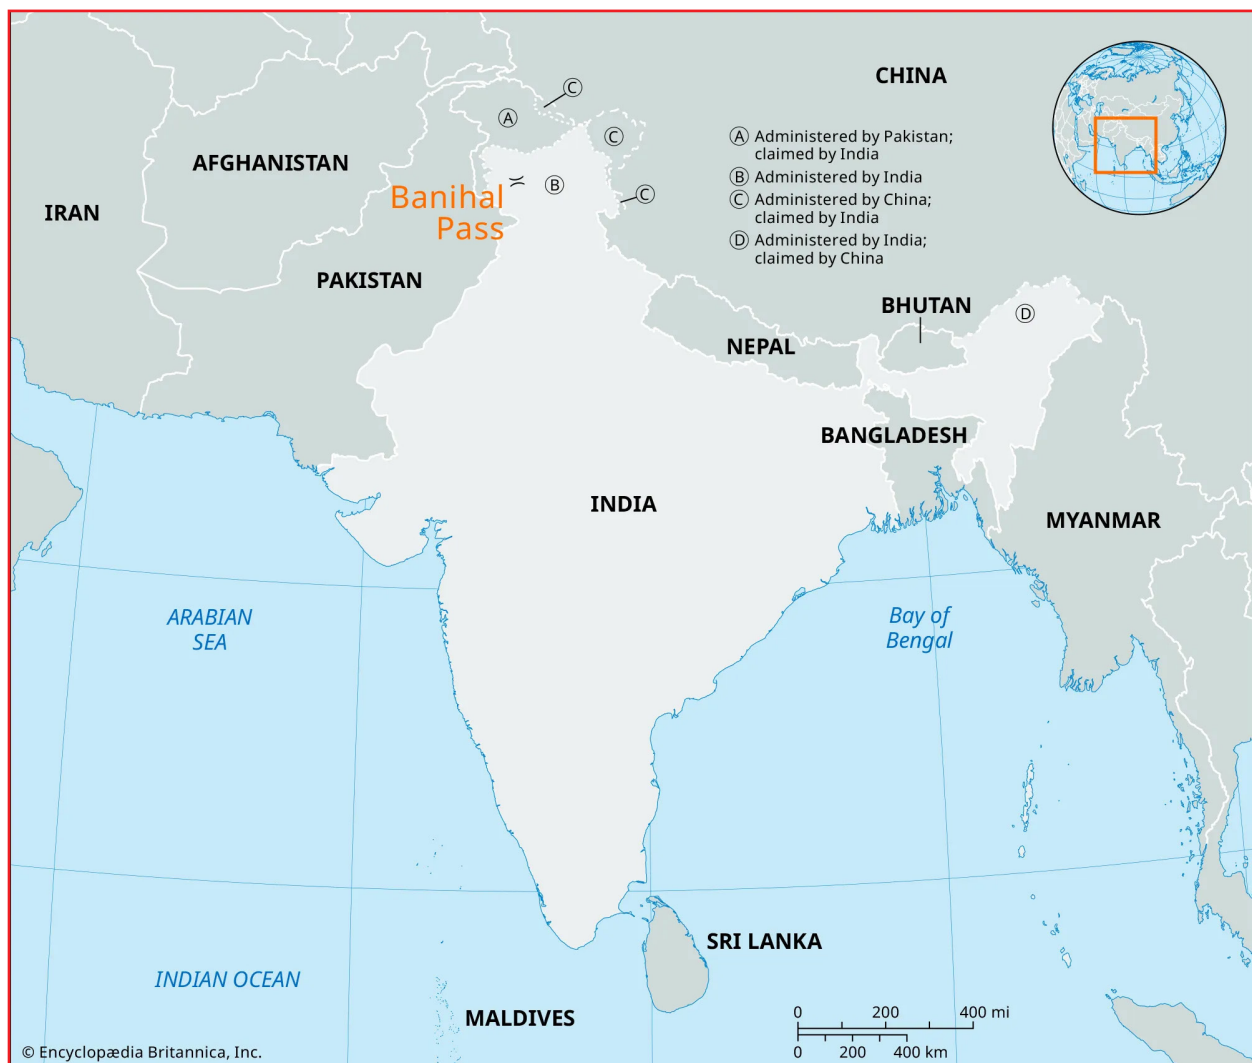 CHINA
Ⓒ
Ⓐ
Ⓒ
Ⓐ Administered by Pakistan;
claimed by India
Ⓑ Administered by India
Ⓒ Administered by China;
claimed by India
Ⓓ Administered by India;
claimed by China
AFGHANISTAN
Banihal
Pass
Ⓑ
Ⓒ
IRAN
PAKISTAN
BHUTAN
Ⓓ
NEPAL
BANGLADESH
INDIA
MYANMAR
ARABIAN
SEA
Bay of
Bengal
SRI LANKA
INDIAN OCEAN
MALDIVES
0 200 400 mi
0 200 400 km
© Encyclopædia Britannica, Inc.